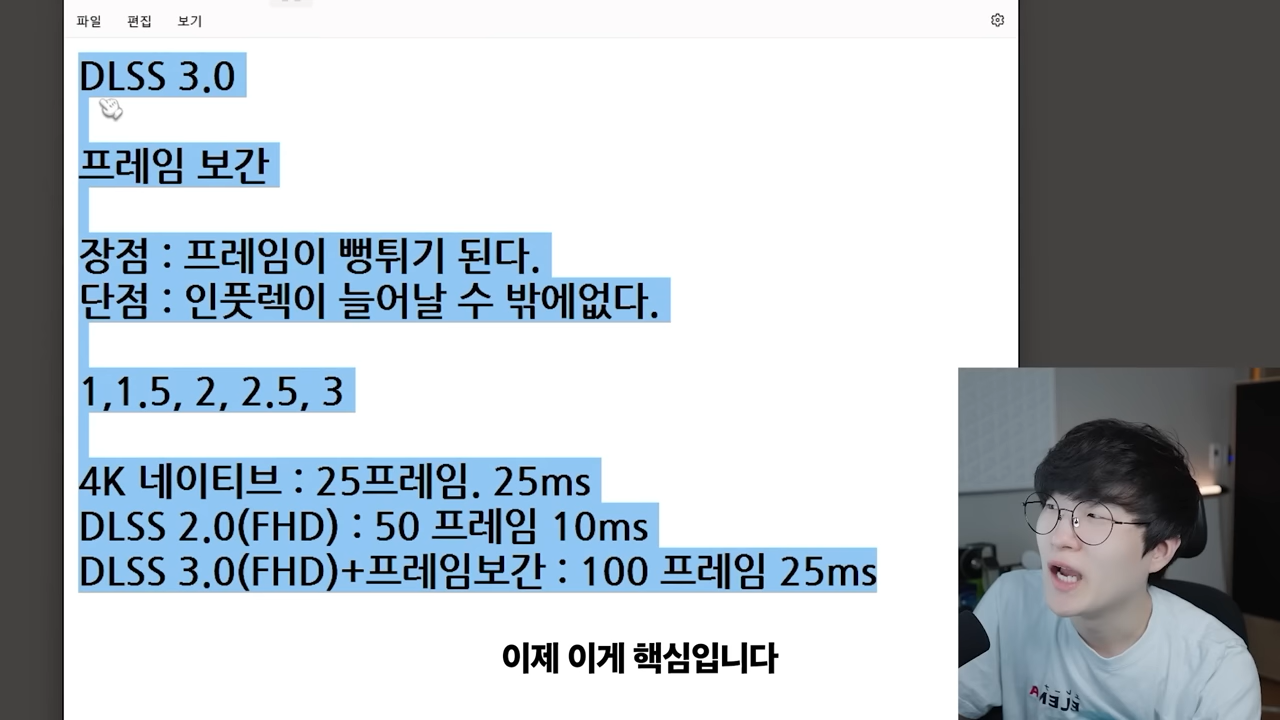 파일 편집 보기
DLSS 3.0
프레임 보간
장점 : 프레임이 뻥튀기 된다.
단점 : 인풋렉이 늘어날 수 밖에없다.
1,1.5, 2, 2.5, 3
4K 네이티브 : 25프레임. 25ms
DLSS 2.0(FHD) : 50 프레임 10ms
DLSS 3.0(FHD)+프레임보간 : 100 프레임 25ms
이제 이게 핵심입니다